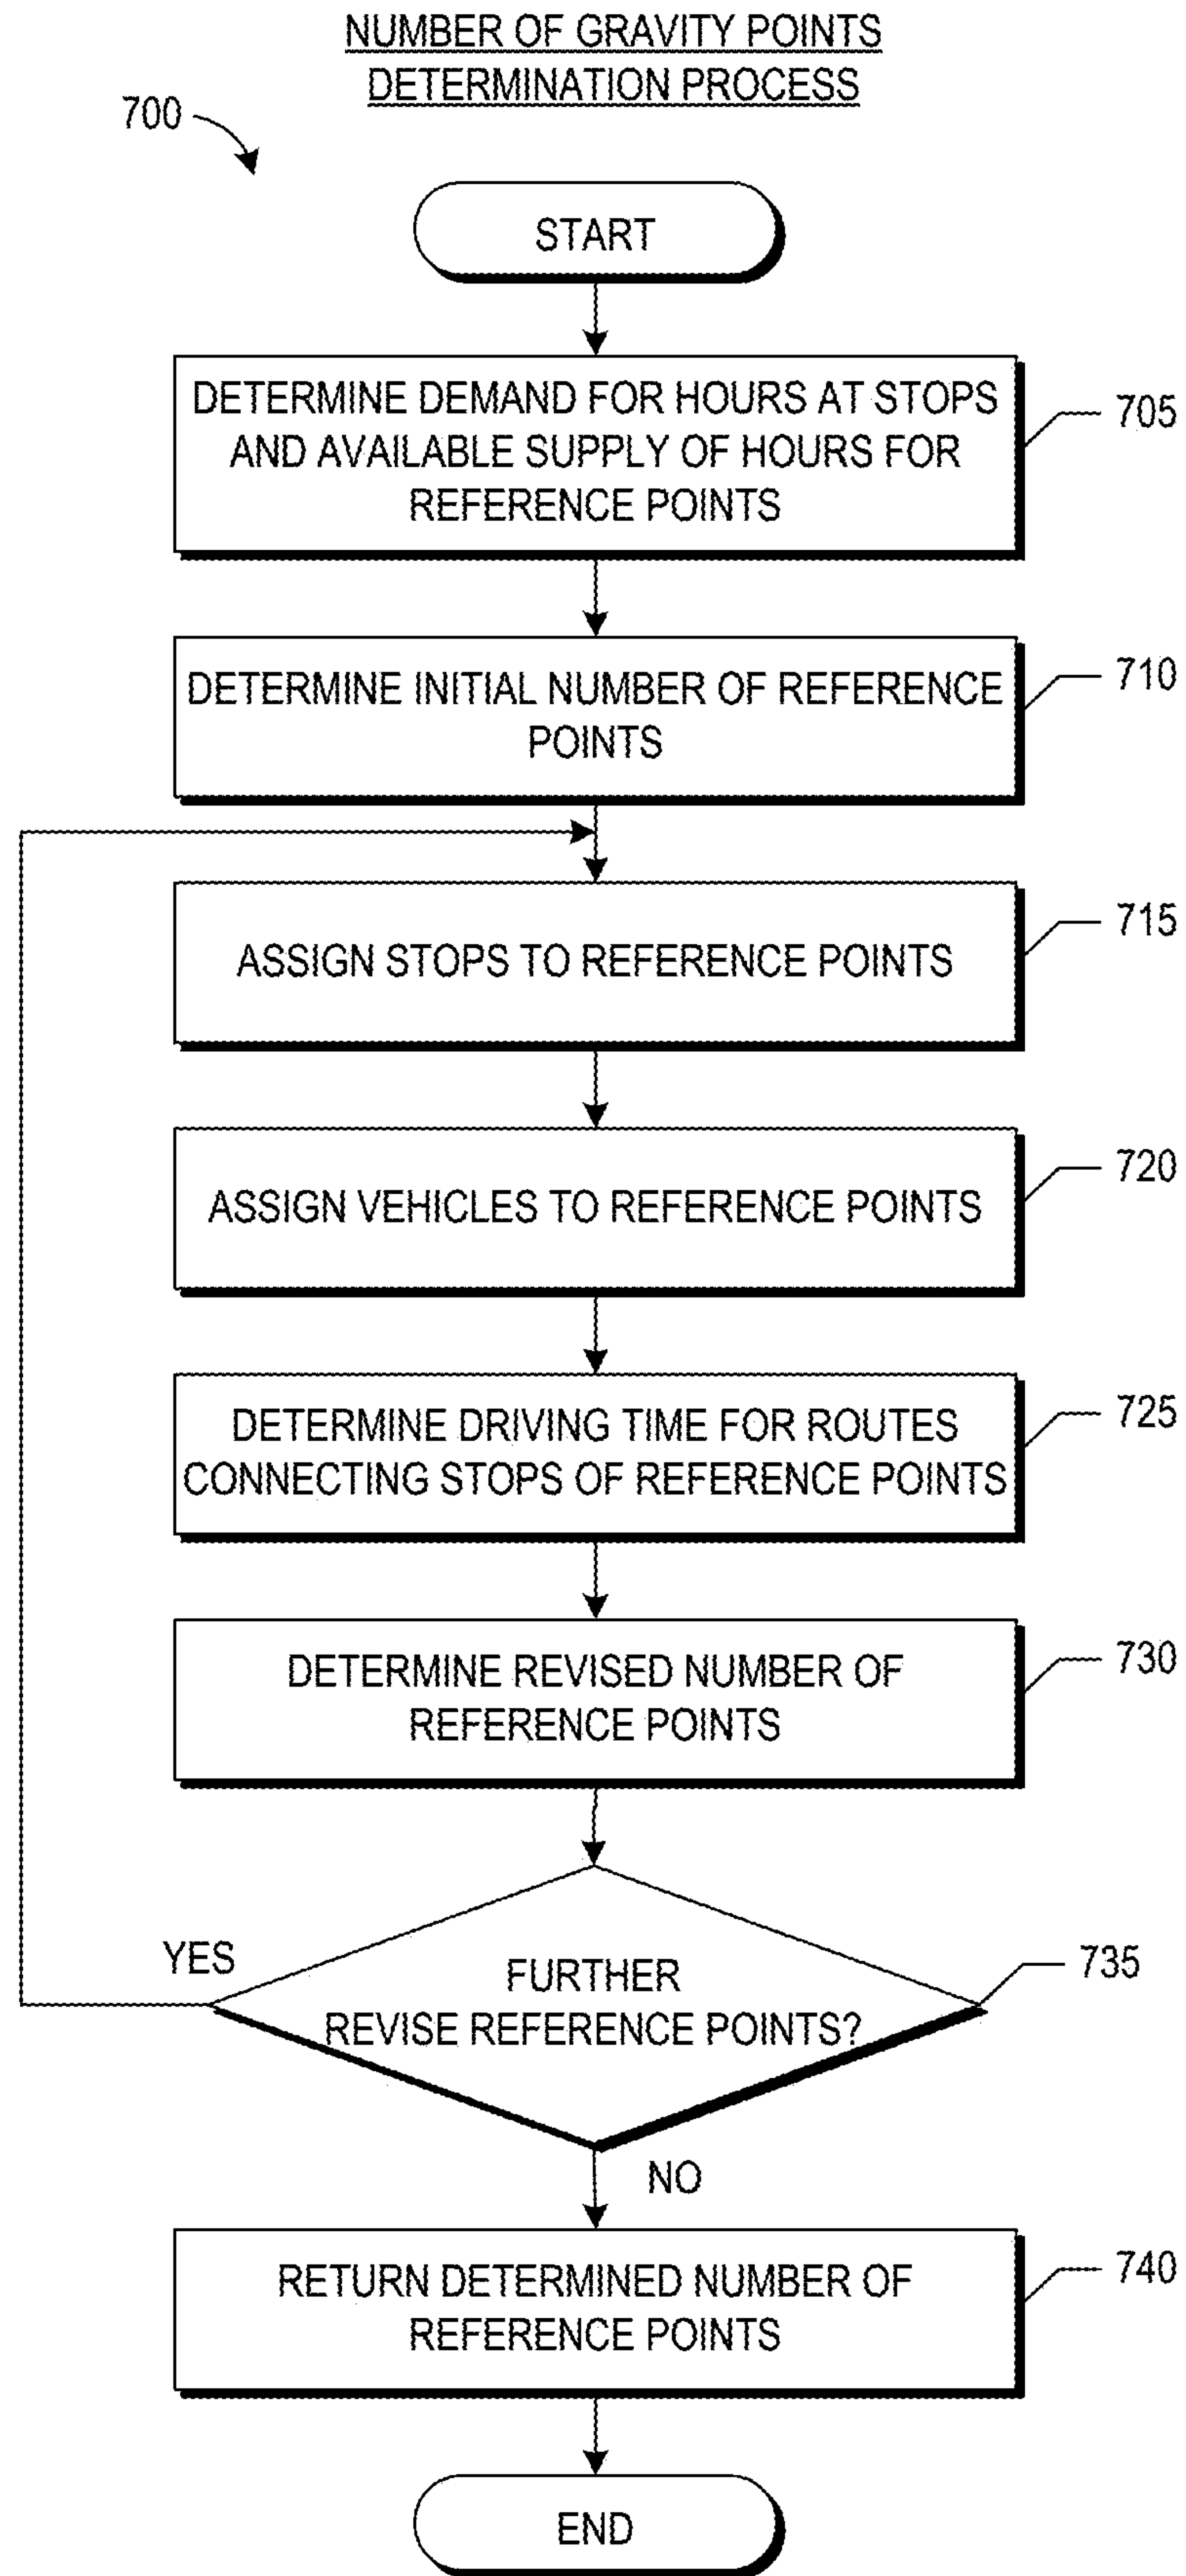 NUMBER OF GRAVITY POINTS
DETERMINATION PROCESS
700
START
DETERMINE DEMAND FOR HOURS AT STOPS
AND AVAILABLE SUPPLY OF HOURS FOR
REFERENCE POINTS
705
DETERMINE INITIAL NUMBER OF REFERENCE
POINTS
710
ASSIGN STOPS TO REFERENCE POINTS
715
ASSIGN VEHICLES TO REFERENCE POINTS
720
DETERMINE DRIVING TIME FOR ROUTES
CONNECTING STOPS OF REFERENCE POINTS
725
DETERMINE REVISED NUMBER OF
REFERENCE POINTS
730
YES
FURTHER
REVISE REFERENCE POINTS?
735
NO
RETURN DETERMINED NUMBER OF
REFERENCE POINTS
740
END